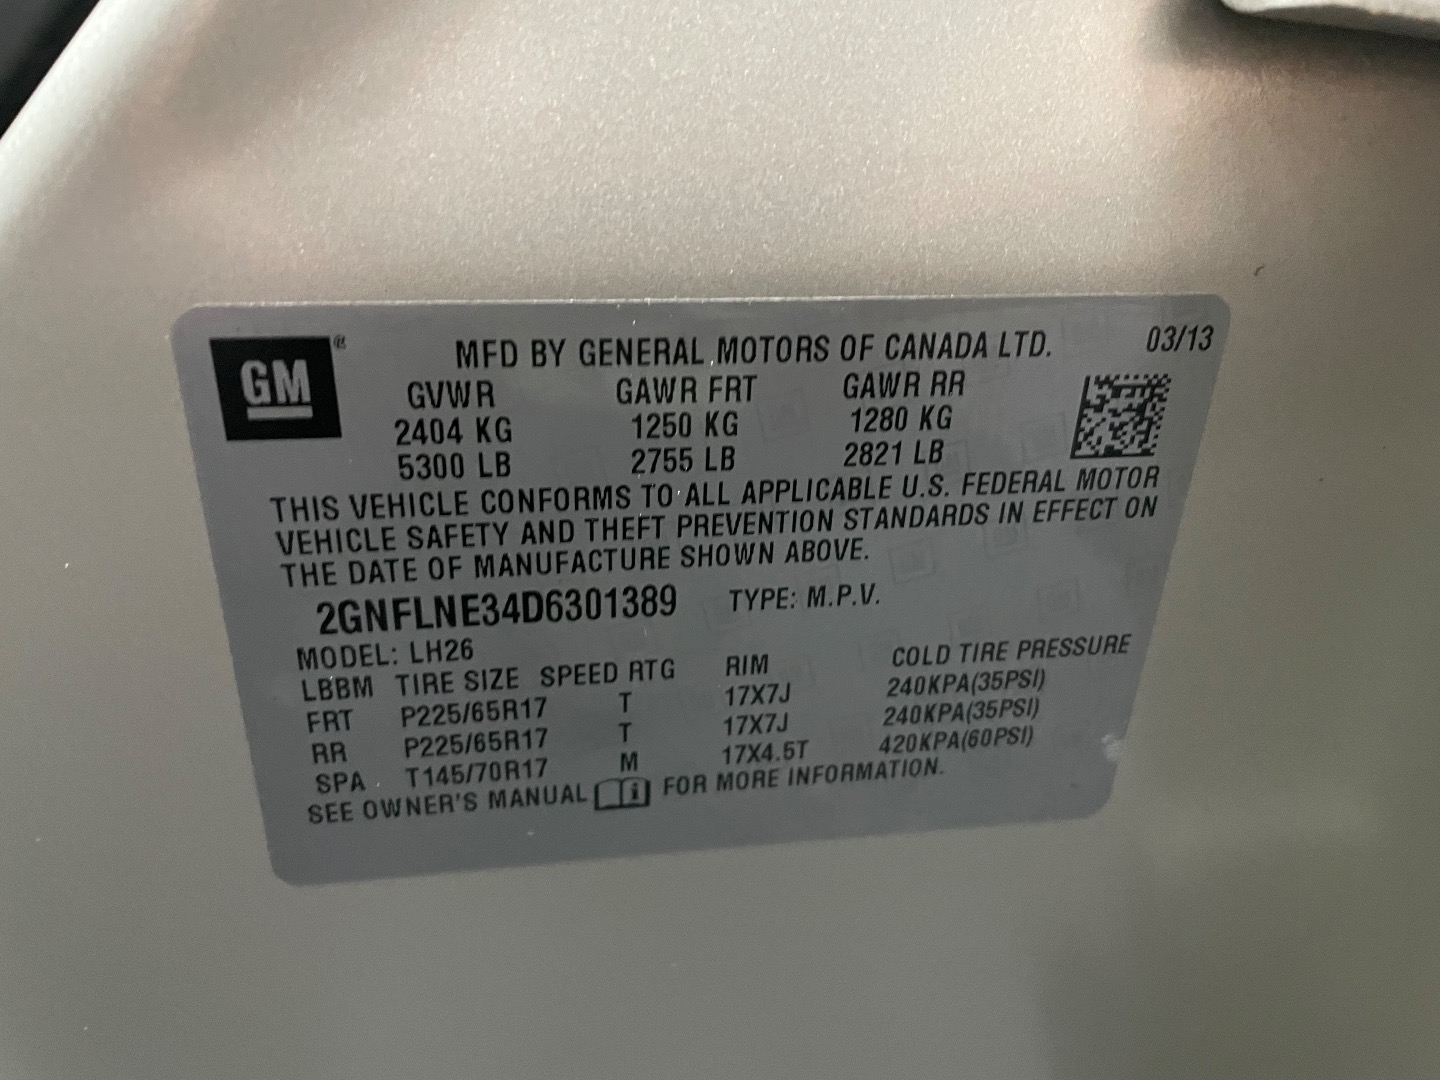 GM®
MFD BY GENERAL MOTORS OF CANADA LTD. 03/13
GVWR GAWR FRT GAWR RR
2404 KG 1250 KG 1280 KG
5300 LB 2755 LB 2821 LB
THIS VEHICLE CONFORMS TO ALL APPLICABLE U.S. FEDERAL MOTOR
VEHICLE SAFETY AND THEFT PREVENTION STANDARDS IN EFFECT ON
THE DATE OF MANUFACTURE SHOWN ABOVE.
2GNFLNE34D6301389 TYPE: M.P.V.
MODEL: LH26
LBBM TIRE SIZE SPEED RTG RIM COLD TIRE PRESSURE
FRT P225/65R17 T 17X7J 240KPA(35PSI)
RR P225/65R17 T 17X7J 240KPA(35PSI)
SPA T145/70R17 M 17X4.5T 420KPA(60PSI)
SEE OWNER'S MANUAL i FOR MORE INFORMATION.